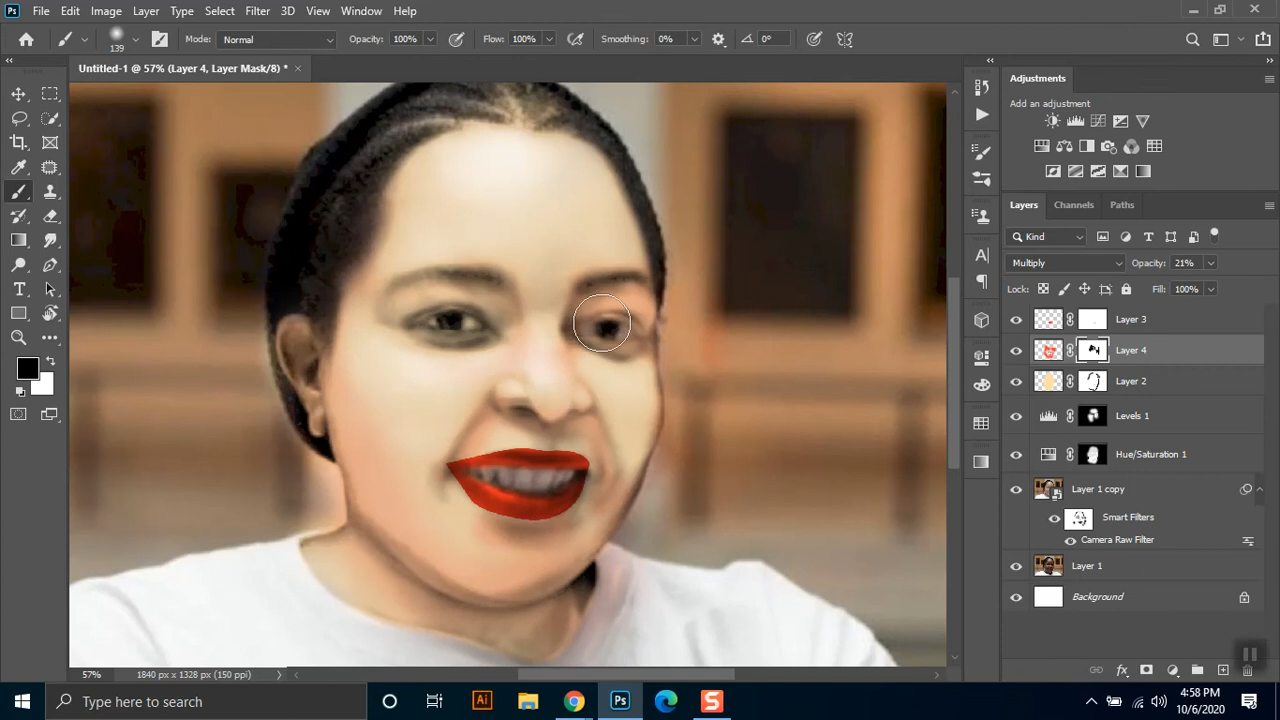 Ps File Edit Image Layer Type Select Filter 3D View Window Help
139 Mode: Normal Opacity: 100% Flow: 100% Smoothing: 0% 0°
Untitled-1 @ 57% (Layer 4, Layer Mask/8) * ×
Adjustments
Add an adjustment
Layers Channels Paths
Kind
Multiply Opacity: 21%
Lock: Fill: 100%
Layer 3
Layer 4
Layer 2
Levels 1
Hue/Saturation 1
Layer 1 copy
Smart Filters
Camera Raw Filter
Layer 1
Background
57% 1840 px x 1328 px (150 ppi)
Type here to search
Ai Ps S
4:58 PM
10/6/2020